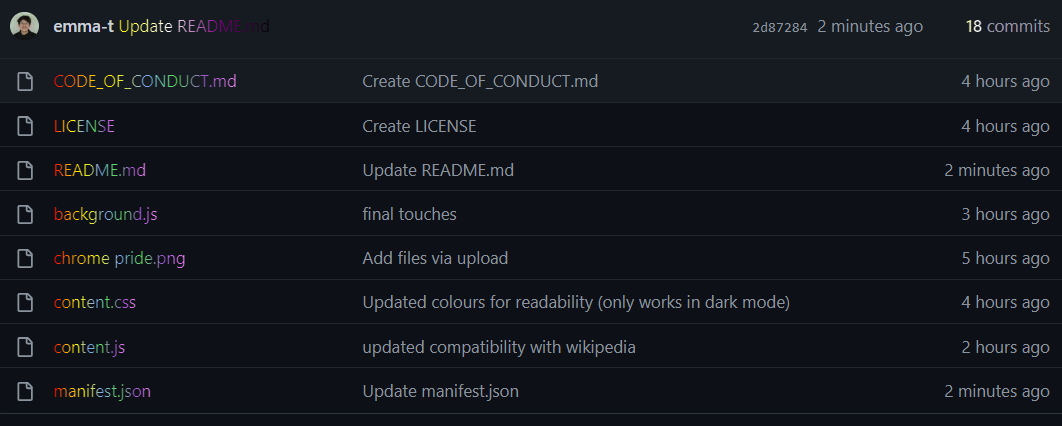 emma-t Update README.md 2d87284 2 minutes ago 18 commits
CODE_OF_CONDUCT.md Create CODE_OF_CONDUCT.md 4 hours ago
LICENSE Create LICENSE 4 hours ago
README.md Update README.md 2 minutes ago
background.js final touches 3 hours ago
chrome pride.png Add files via upload 5 hours ago
content.css Updated colours for readability (only works in dark mode) 4 hours ago
content.js updated compatibility with wikipedia 2 hours ago
manifest.json Update manifest.json 2 minutes ago